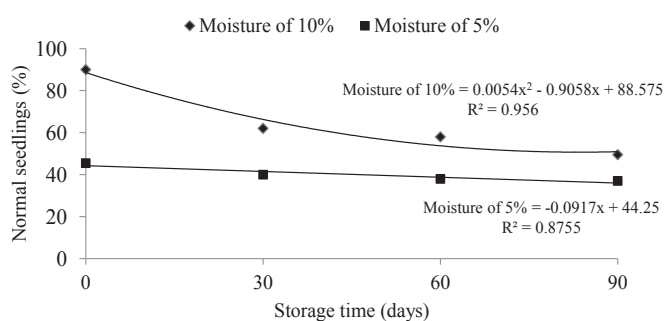 ◆ Moisture of 10% ■ Moisture of 5%
100
80
60
40
20
0
Normal seedlings (%)
Moisture of 10% = 0.0054x² - 0.9058x + 88.575
R² = 0.956
Moisture of 5% = -0.0917x + 44.25
R² = 0.8755
0 30 60 90
Storage time (days)